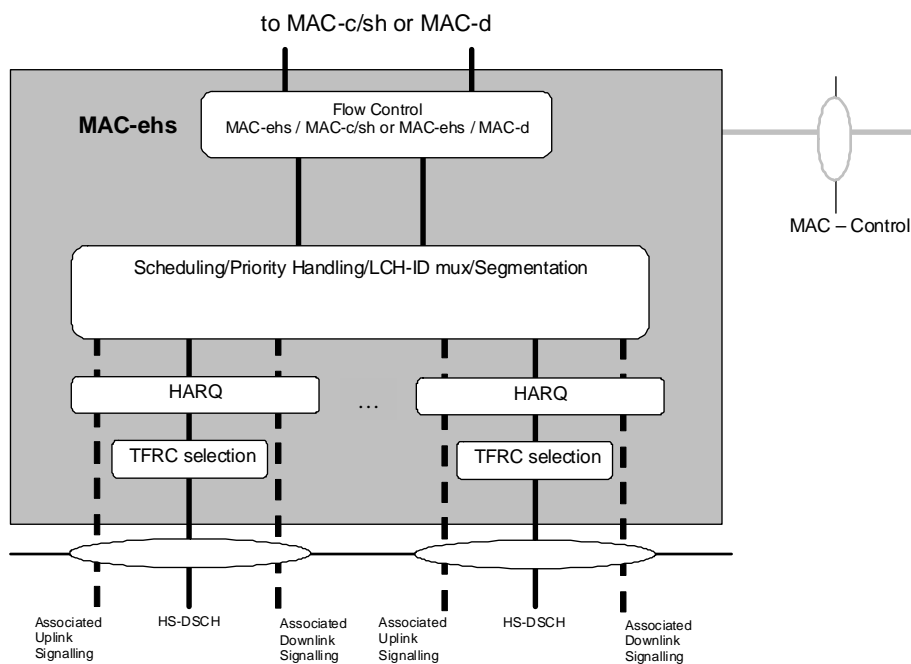 to MAC-c/sh or MAC-d
MAC-ehs
Flow Control
MAC-ehs / MAC-c/sh or MAC-ehs / MAC-d
MAC – Control
Scheduling/Priority Handling/LCH-ID mux/Segmentation
HARQ
...
HARQ
TFRC selection
TFRC selection
Associated
Uplink
Signalling
HS-DSCH
Associated
Downlink
Signalling
Associated
Uplink
Signalling
HS-DSCH
Associated
Downlink
Signalling